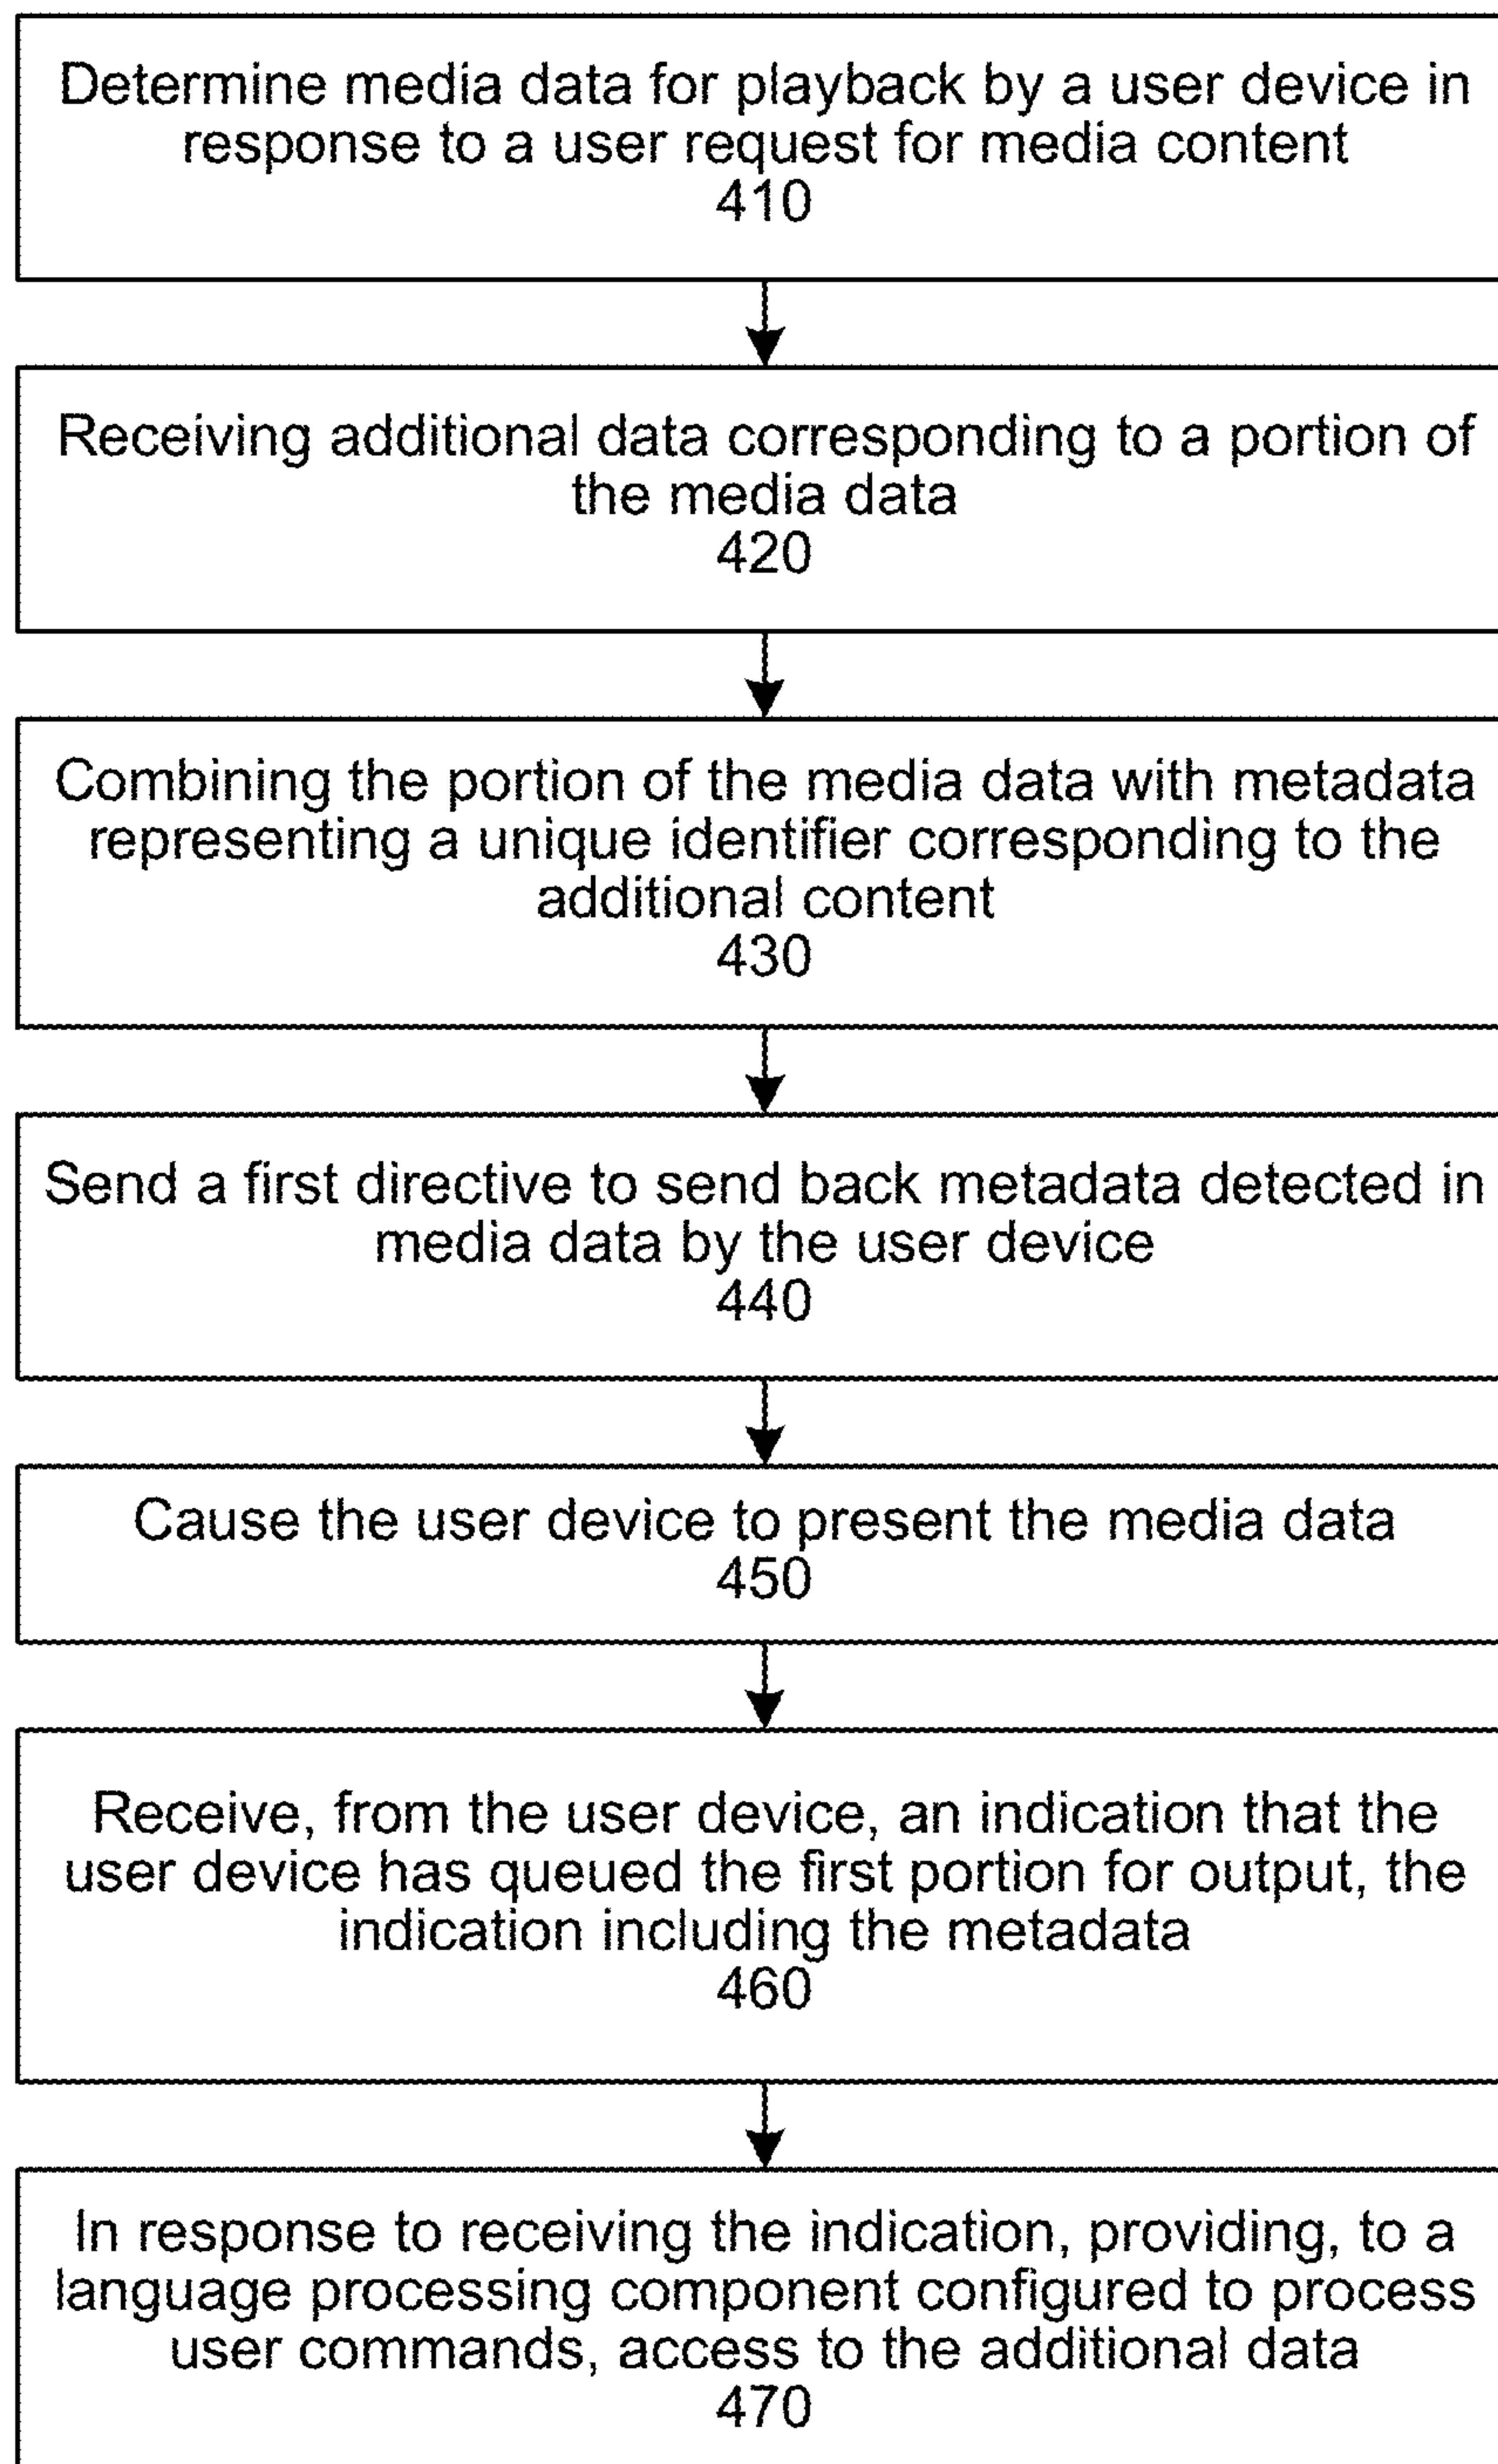 Determine media data for playback by a user device in
response to a user request for media content
410
Receiving additional data corresponding to a portion of
the media data
420
Combining the portion of the media data with metadata
representing a unique identifier corresponding to the
additional content
430
Send a first directive to send back metadata detected in
media data by the user device
440
Cause the user device to present the media data
450
Receive, from the user device, an indication that the
user device has queued the first portion for output, the
indication including the metadata
460
In response to receiving the indication, providing, to a
language processing component configured to process
user commands, access to the additional data
470